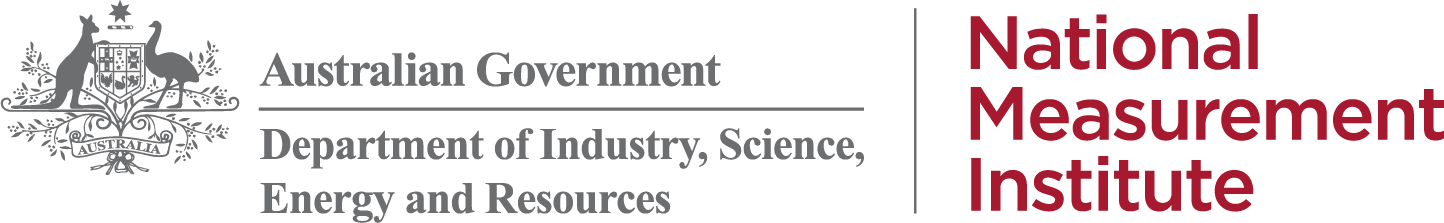 AUSTRALIA
Australian Government
Department of Industry, Science,
Energy and Resources
National
Measurement
Institute